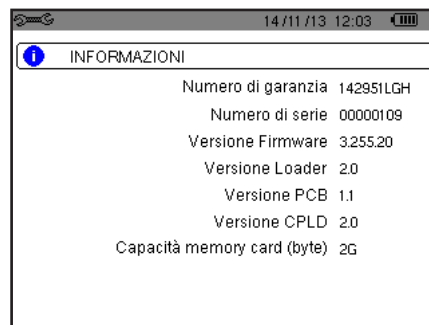 14/11/13 12:03
INFORMAZIONI
Numero di garanzia 142951LGH
Numero di serie 00000109
Versione Firmware 3.255.20
Versione Loader 2.0
Versione PCB 1.1
Versione CPLD 2.0
Capacità memory card (byte) 2G